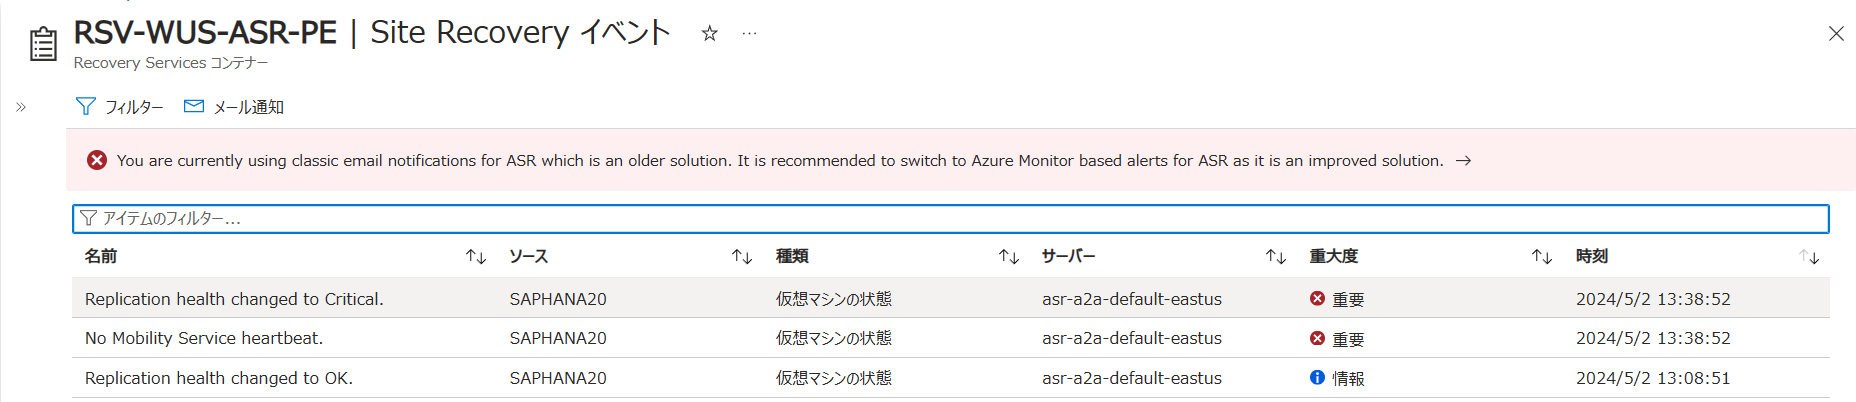 RSV-WUS-ASR-PE | Site Recovery イベント
Recovery Services コンテナー
フィルター メール通知
You are currently using classic email notifications for ASR which is an older solution. It is recommended to switch to Azure Monitor based alerts for ASR as it is an improved solution. →
アイテムのフィルター...
名前 ソース 種類 サーバー 重大度 時刻
Replication health changed to Critical. SAPHANA20 仮想マシンの状態 asr-a2a-default-eastus 重要 2024/5/2 13:38:52
No Mobility Service heartbeat. SAPHANA20 仮想マシンの状態 asr-a2a-default-eastus 重要 2024/5/2 13:38:52
Replication health changed to OK. SAPHANA20 仮想マシンの状態 asr-a2a-default-eastus 情報 2024/5/2 13:08:51